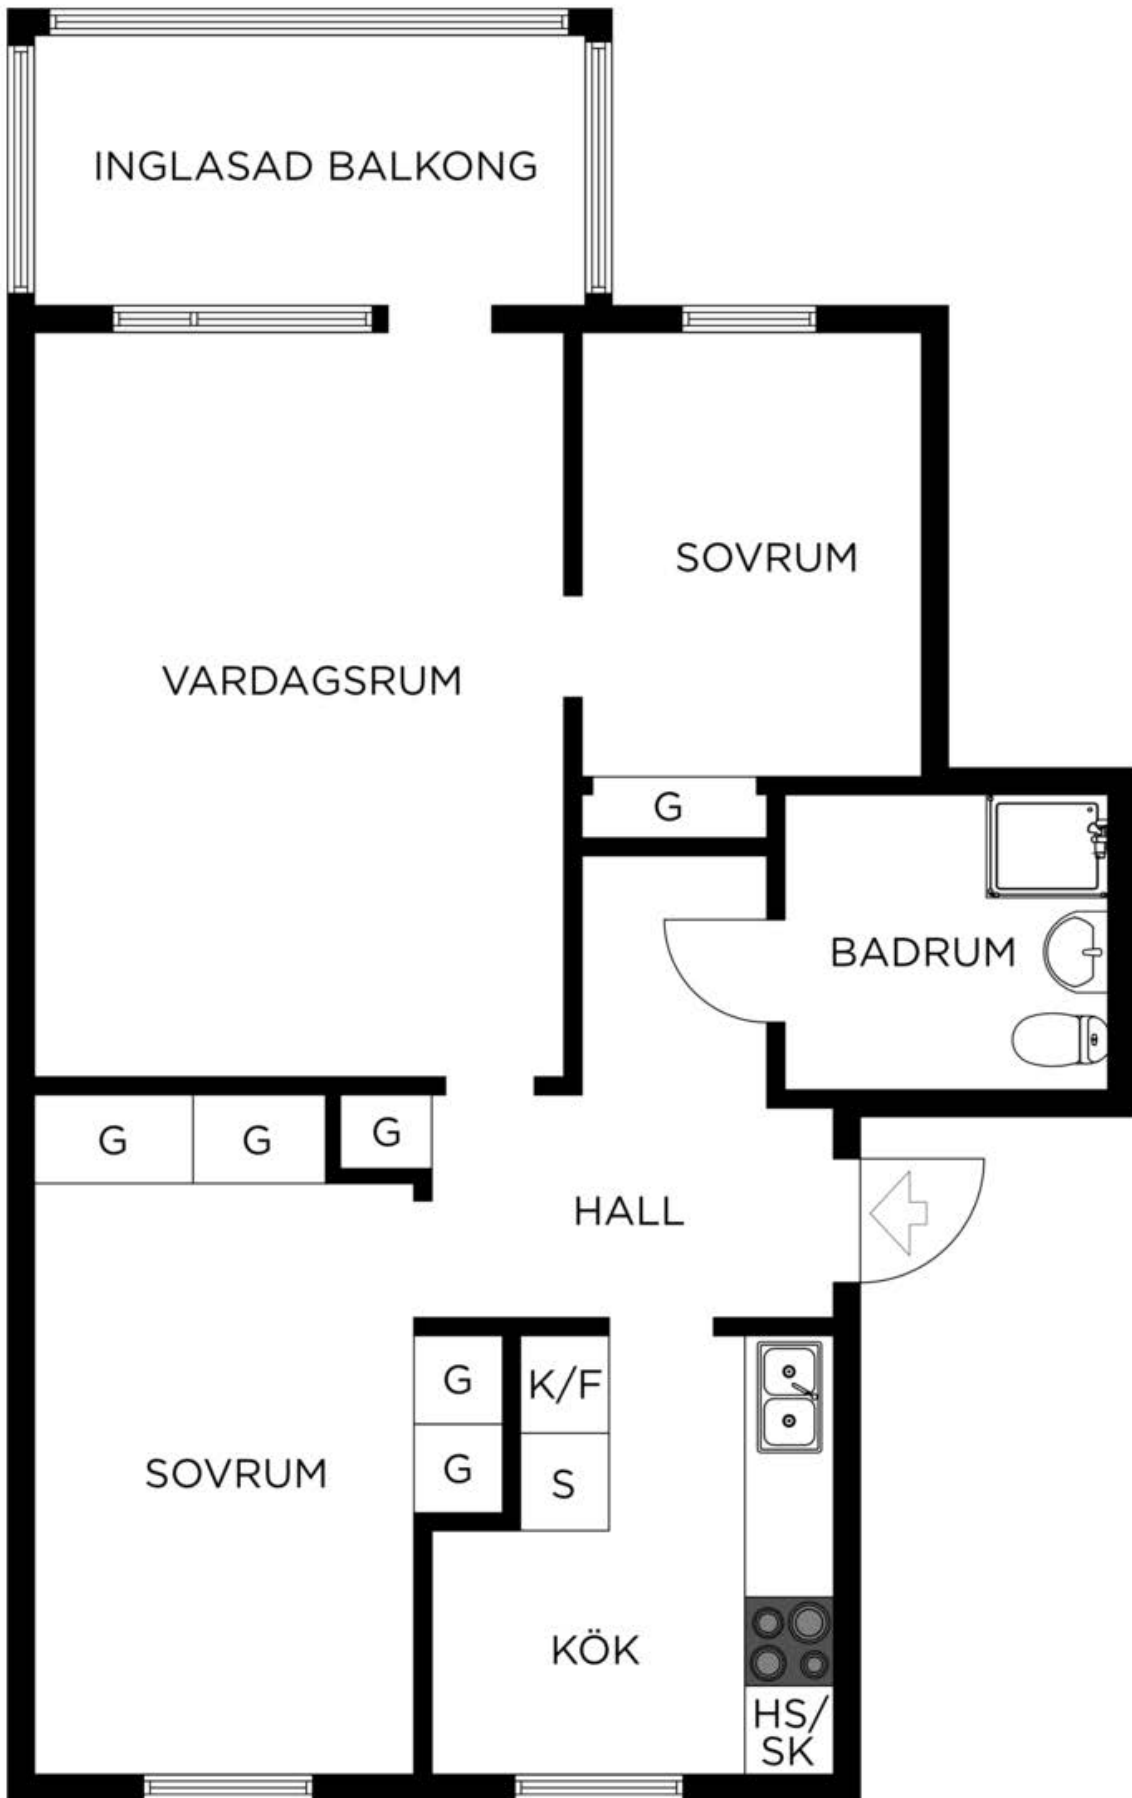 INGLASAD BALKONG
SOVRUM
VARDAGSRUM
G
BADRUM
G
G
G
HALL
G
K/F
G
S
SOVRUM
KÖK
HS/
SK